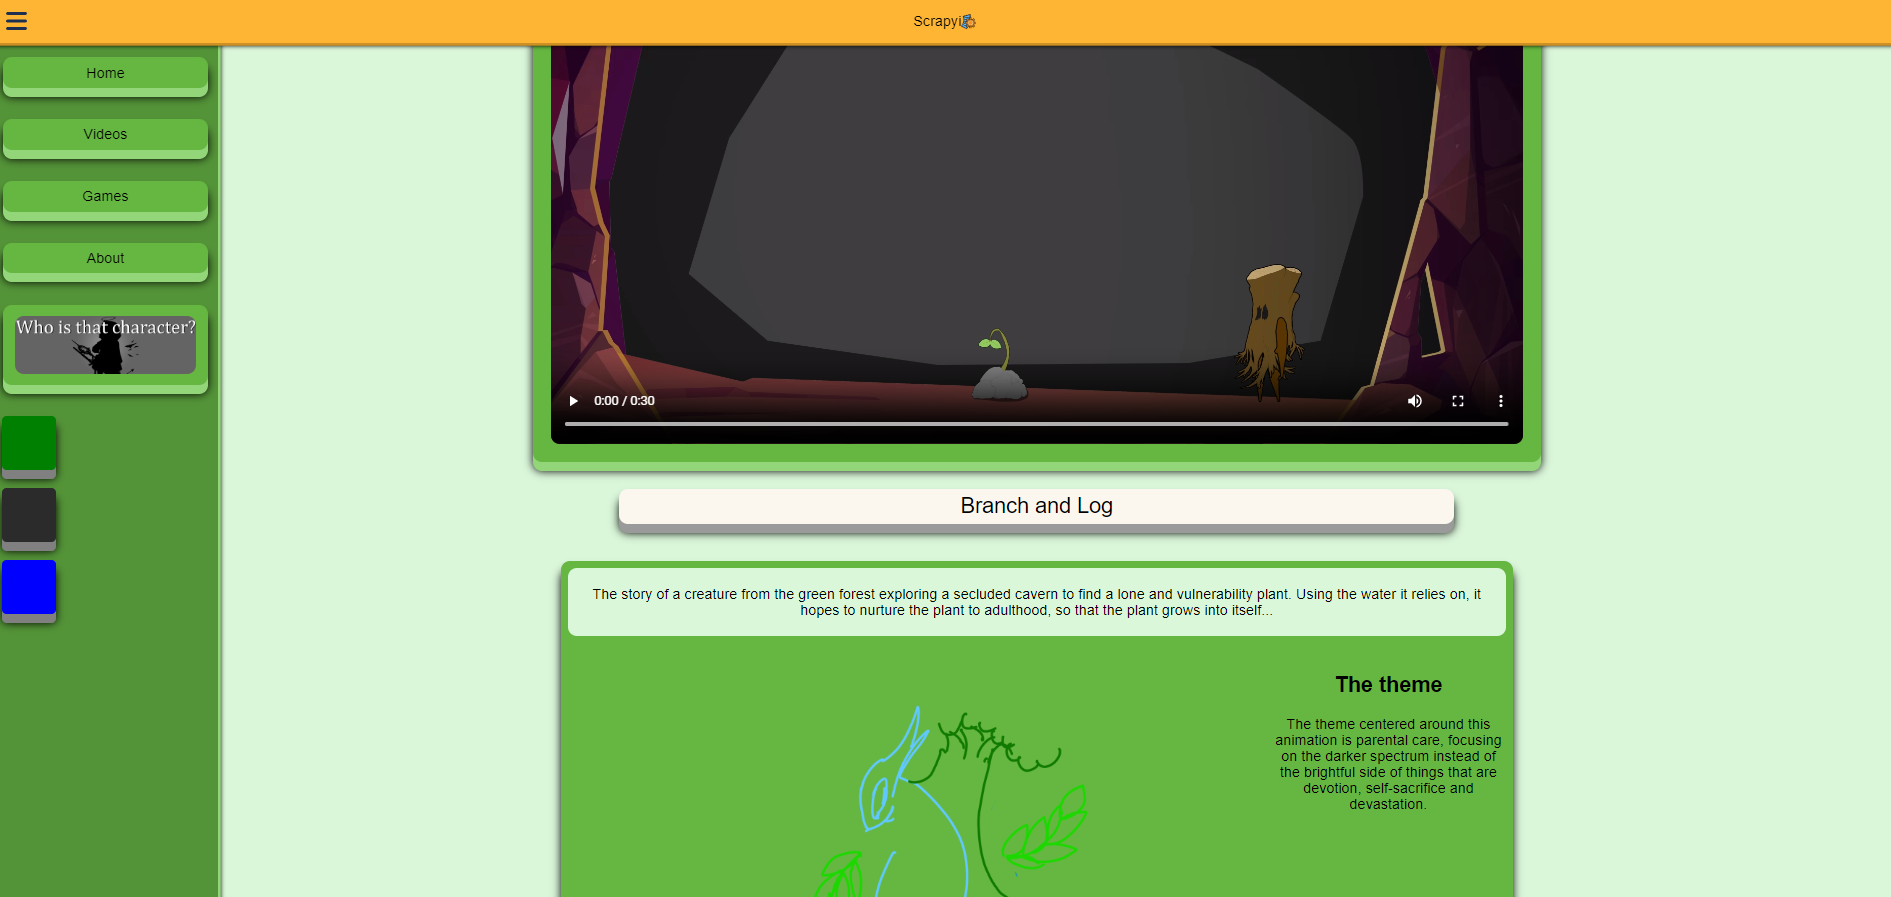 Scrapyi
Home
Videos
Games
About
Who is that character?
0:00 / 0:30
Branch and Log
The story of a creature from the green forest exploring a secluded cavern to find a lone and vulnerability plant. Using the water it relies on, it
hopes to nurture the plant to adulthood, so that the plant grows into itself...
The theme
The theme centered around this
animation is parental care, focusing
on the darker spectrum instead of
the brightful side of things that are
devotion, self-sacrifice and
devastation.